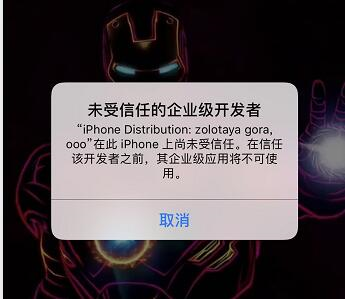 未受信任的企业级开发者
“iPhone Distribution: zolotaya gora,
ooo”在此 iPhone 上尚未受信任。在信任
该开发者之前，其企业级应用将不可使
用。
取消